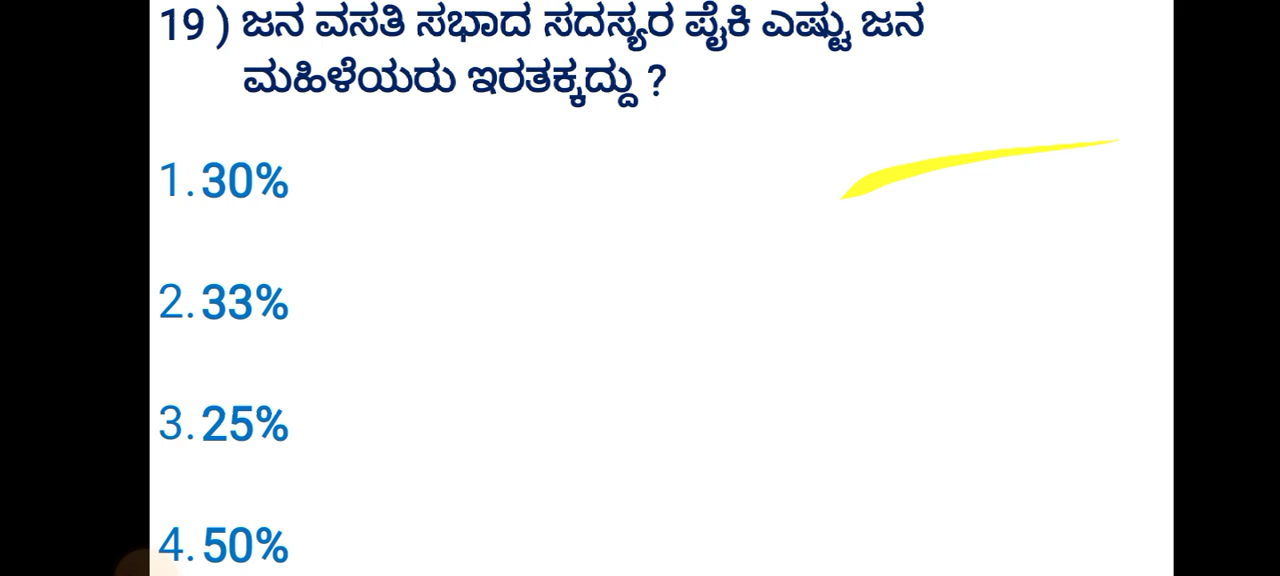 19 ) ಜನ ವಸತಿ ಸಭಾದ ಸದಸ್ಯರ ಪೈಕಿ ಎಷ್ಟು ಜನ
ಮಹಿಳೆಯರು ಇರತಕ್ಕದ್ದು ?
1. 30%
2. 33%
3. 25%
4. 50%